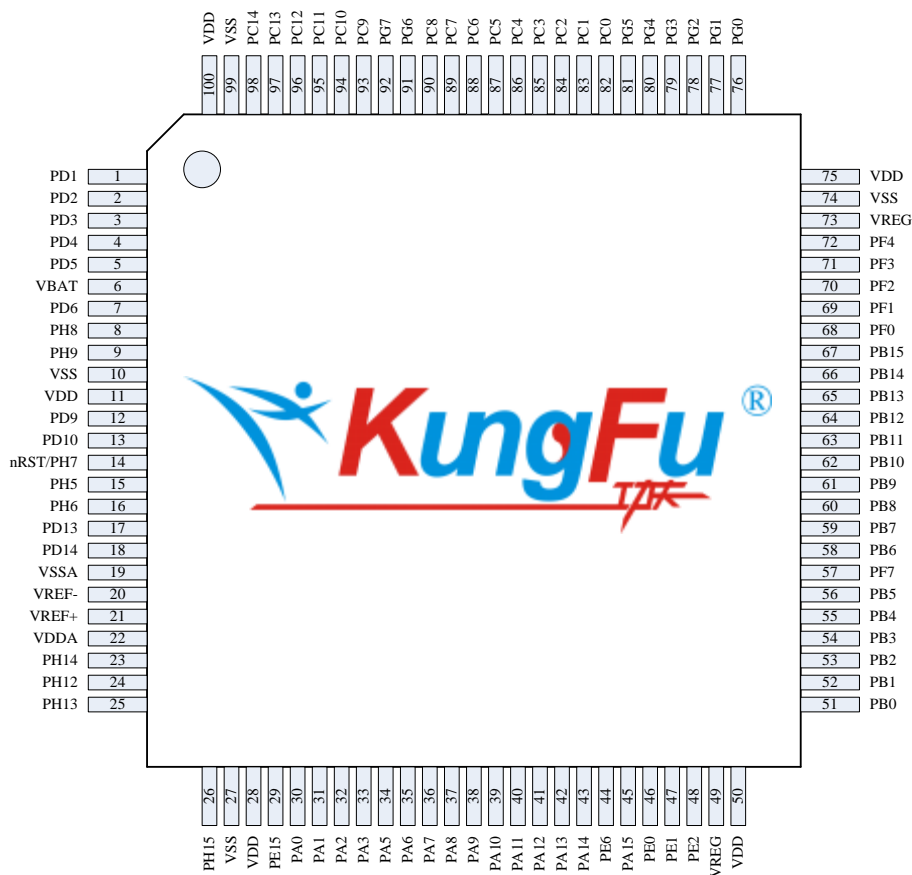 VDD VSS PC14 PC13 PC12 PC11 PC10 PC9 PG7 PG6 PC8 PC7 PC6 PC5 PC4 PC3 PC2 PC1 PC0 PG5 PG4 PG3 PG2 PG1 PG0
100 99 98 97 96 95 94 93 92 91 90 89 88 87 86 85 84 83 82 81 80 79 78 77 76
PD1 1 75 VDD
PD2 2 74 VSS
PD3 3 73 VREG
PD4 4 72 PF4
PD5 5 71 PF3
VBAT 6 70 PF2
PD6 7 69 PF1
PH8 8 68 PF0
PH9 9 67 PB15
VSS 10 66 PB14
VDD 11 65 PB13
PD9 12 64 PB12
PD10 13 63 PB11
nRST/PH7 14 62 PB10
PH5 15 61 PB9
PH6 16 60 PB8
PD13 17 59 PB7
PD14 18 58 PB6
VSSA 19 57 PF7
VREF- 20 56 PB5
VREF+ 21 55 PB4
VDDA 22 54 PB3
PH14 23 53 PB2
PH12 24 52 PB1
PH13 25 51 PB0
KungFu ®
26 27 28 29 30 31 32 33 34 35 36 37 38 39 40 41 42 43 44 45 46 47 48 49 50
PH15 VSS VDD PE15 PA0 PA1 PA2 PA3 PA5 PA6 PA7 PA8 PA9 PA10 PA11 PA12 PA13 PA14 PE6 PA15 PE0 PE1 PE2 VREG VDD